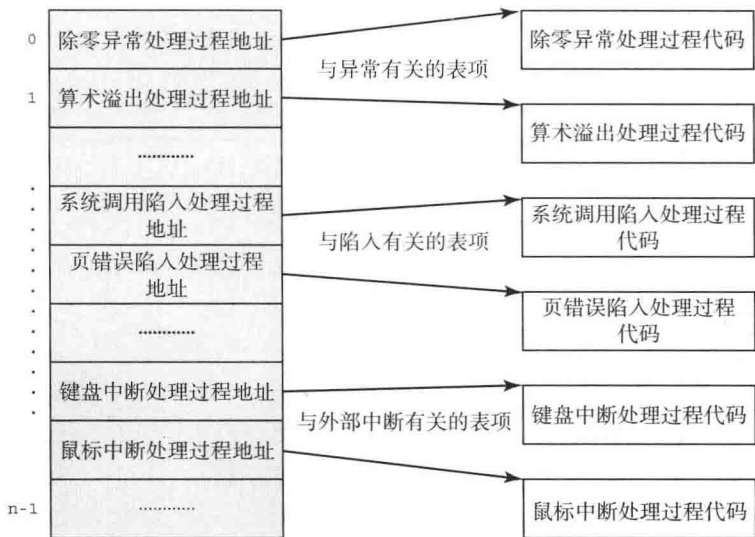 0
除零异常处理过程地址
1
算术溢出处理过程地址
............
系统调用陷入处理过程
地址
页错误陷入处理过程
地址
............
键盘中断处理过程地址
鼠标中断处理过程地址
n-1
............
与异常有关的表项
与陷入有关的表项
与外部中断有关的表项
除零异常处理过程代码
算术溢出处理过程代码
系统调用陷入处理过程
代码
页错误陷入处理过程
代码
键盘中断处理过程代码
鼠标中断处理过程代码